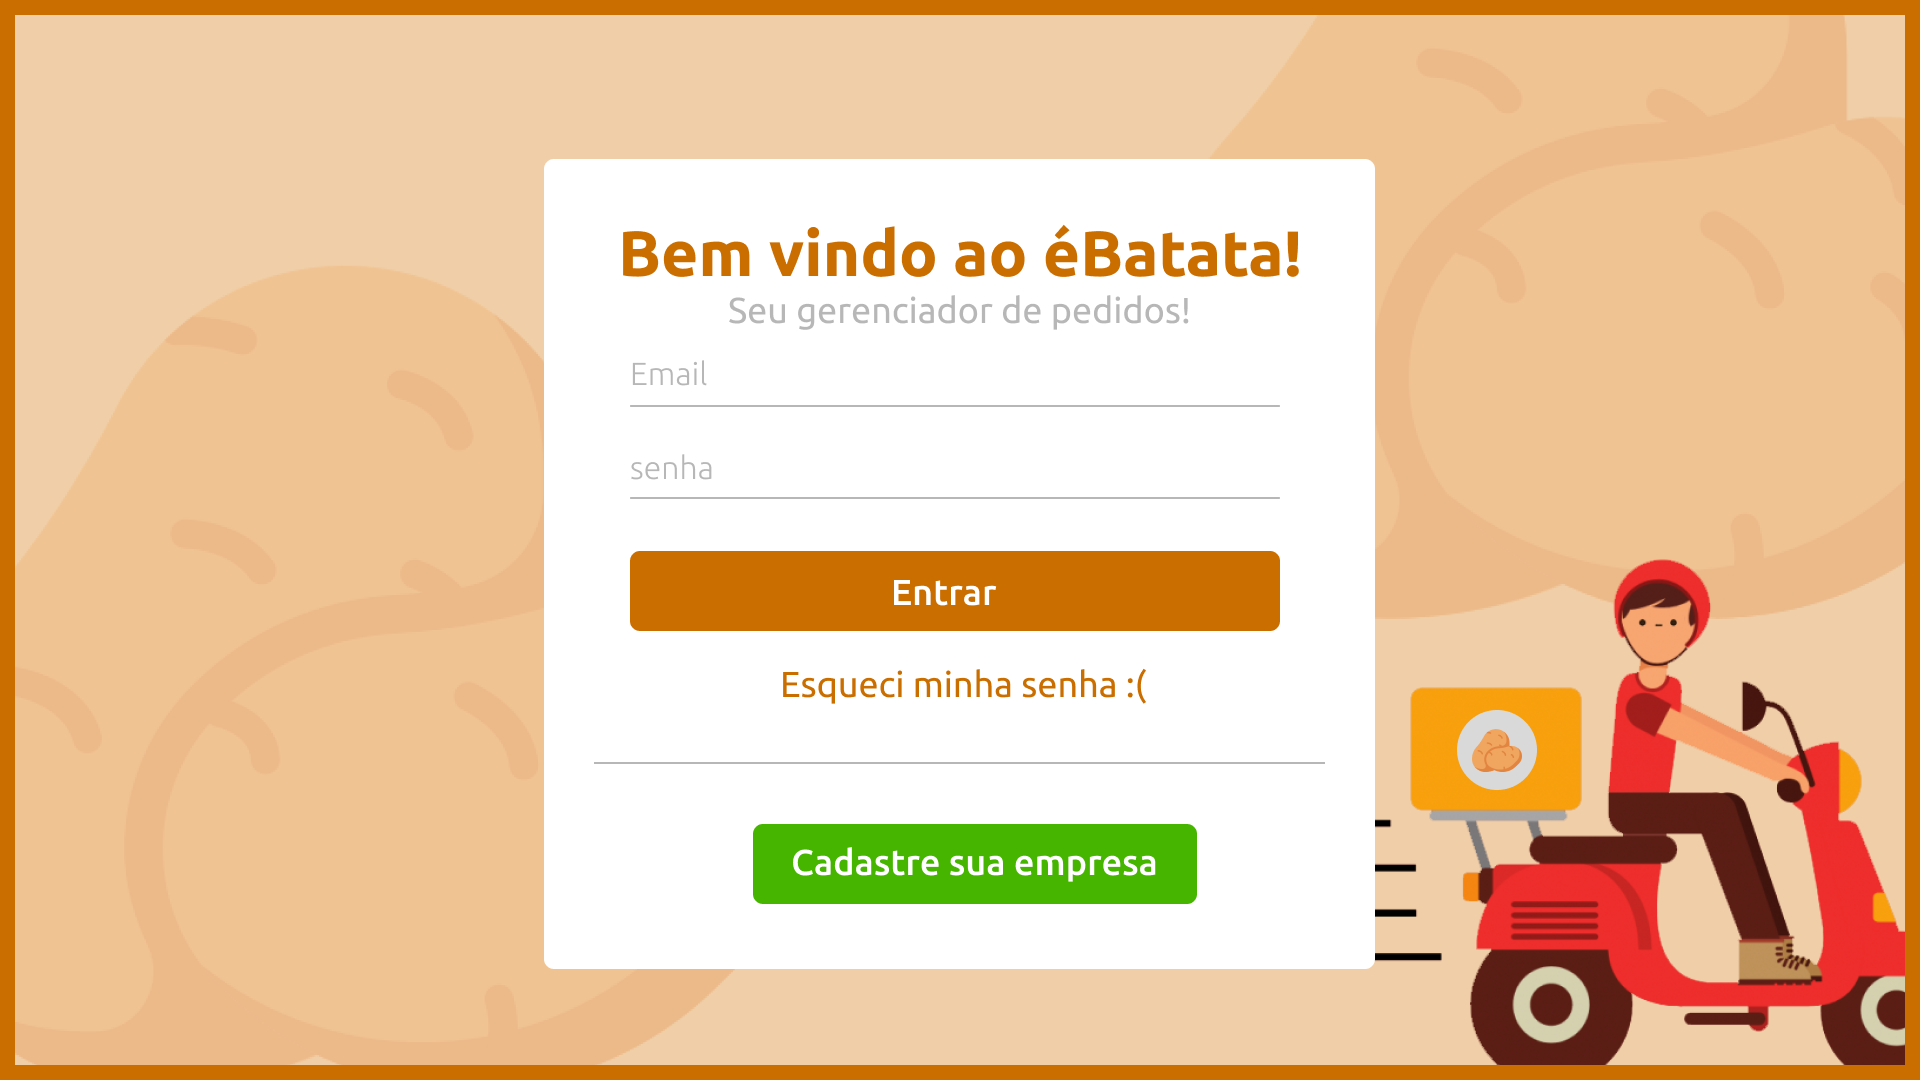 Bem vindo ao éBatata!
Seu gerenciador de pedidos!
Email
senha
Entrar
Esqueci minha senha :(
Cadastre sua empresa